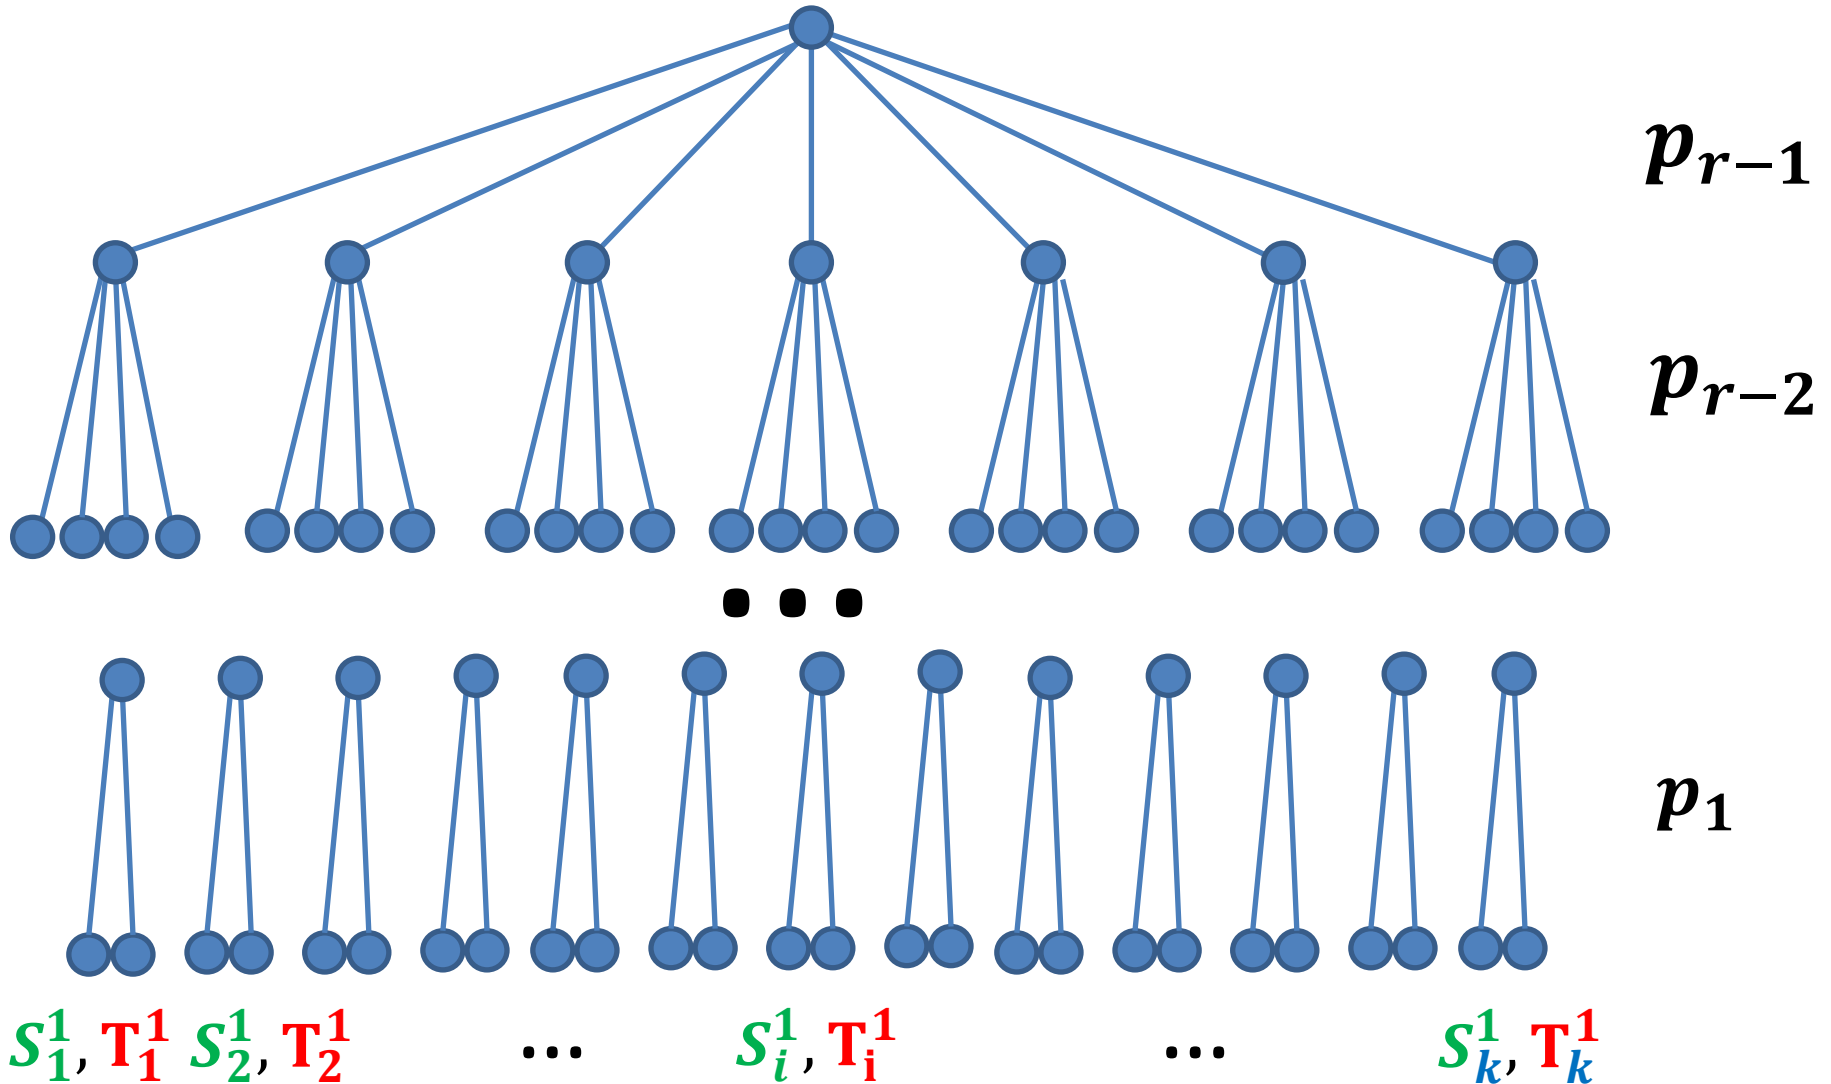 p_{r−1}
p_{r−2}
...
p_1
S_1^1, T_1^1 S_2^1, T_2^1 ... S_i^1, T_i^1 ... S_k^1, T_k^1